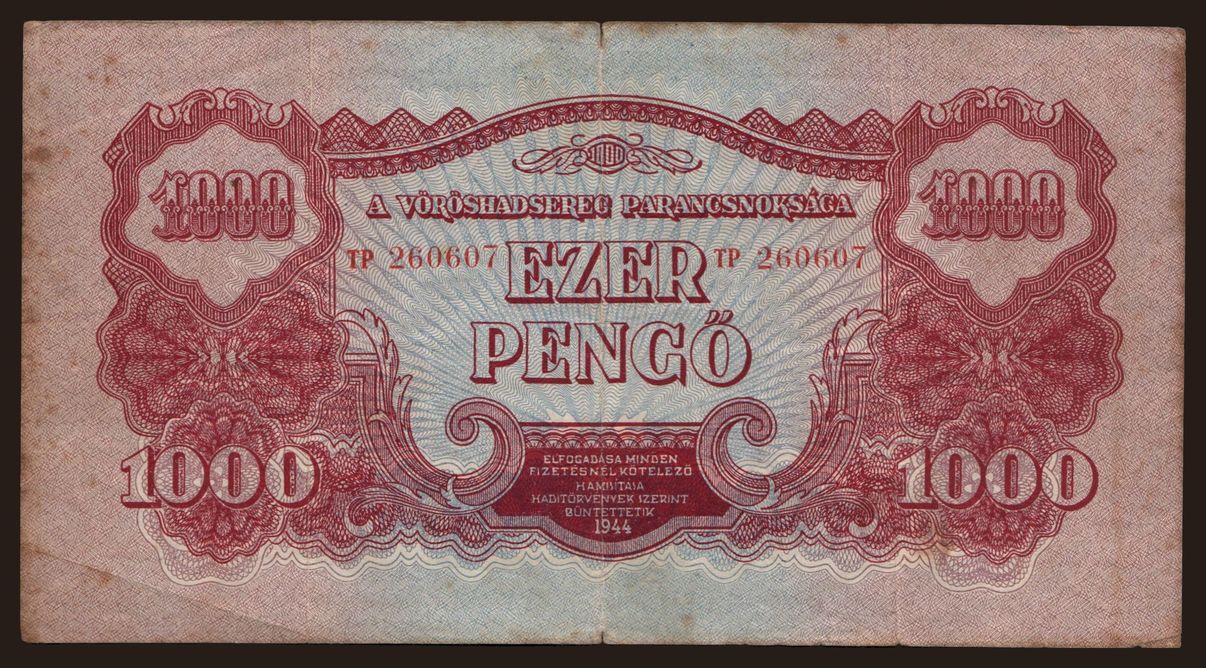 1000 1000
A VÖRÖSHADSEREG PARANCSNOKSÁGA
TP 260607 TP 260607
EZER
PENGŐ
ELFOGADÁSA MINDEN
FIZETÉSNÉL KÖTELEZŐ
HAMISÍTÁSA
HADITÖRVÉNYEK SZERINT
BÜNTETTETIK
1944
1000 1000